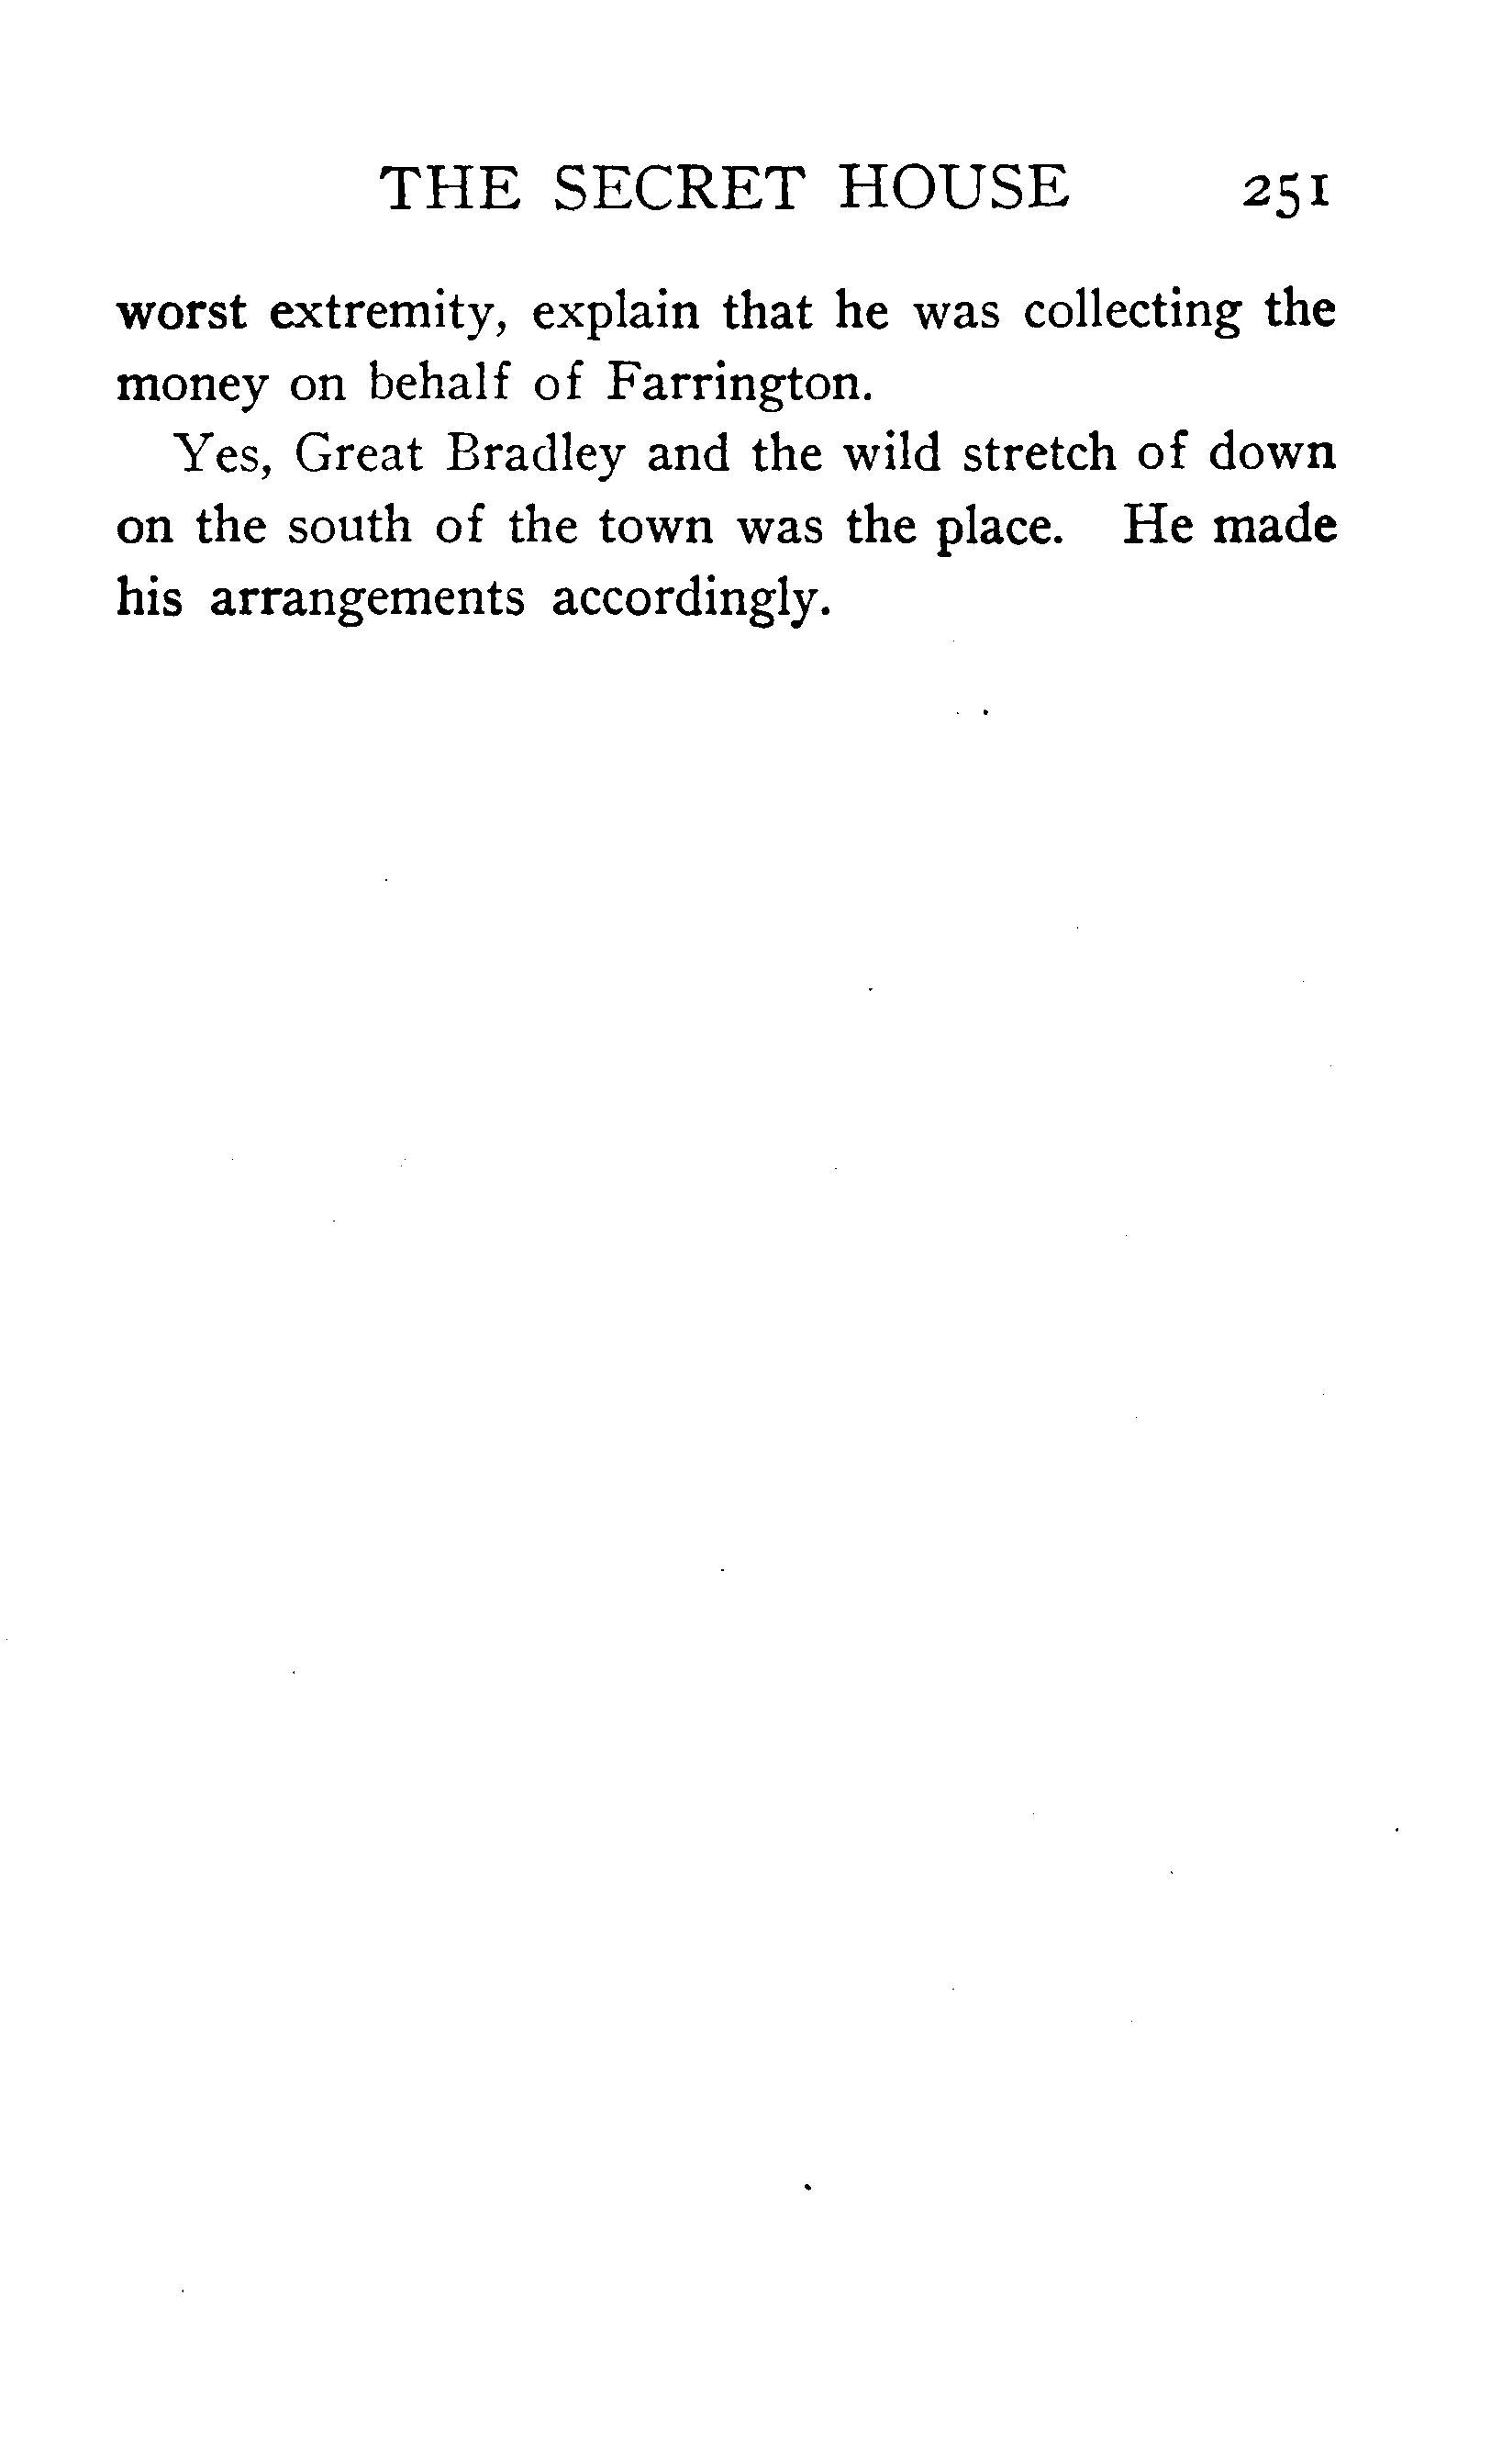 THE SECRET HOUSE 251
worst extremity, explain that he was collecting the
money on behalf of Farrington.
Yes, Great Bradley and the wild stretch of down
on the south of the town was the place. He made
his arrangements accordingly.